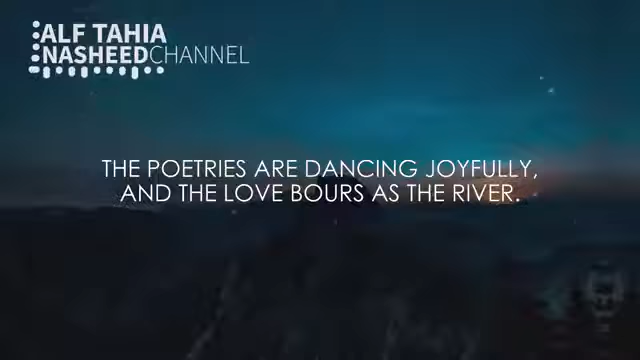 ALF TAHIA
NASHEEDCHANNEL
THE POETRIES ARE DANCING JOYFULLY,
AND THE LOVE BOURS AS THE RIVER.